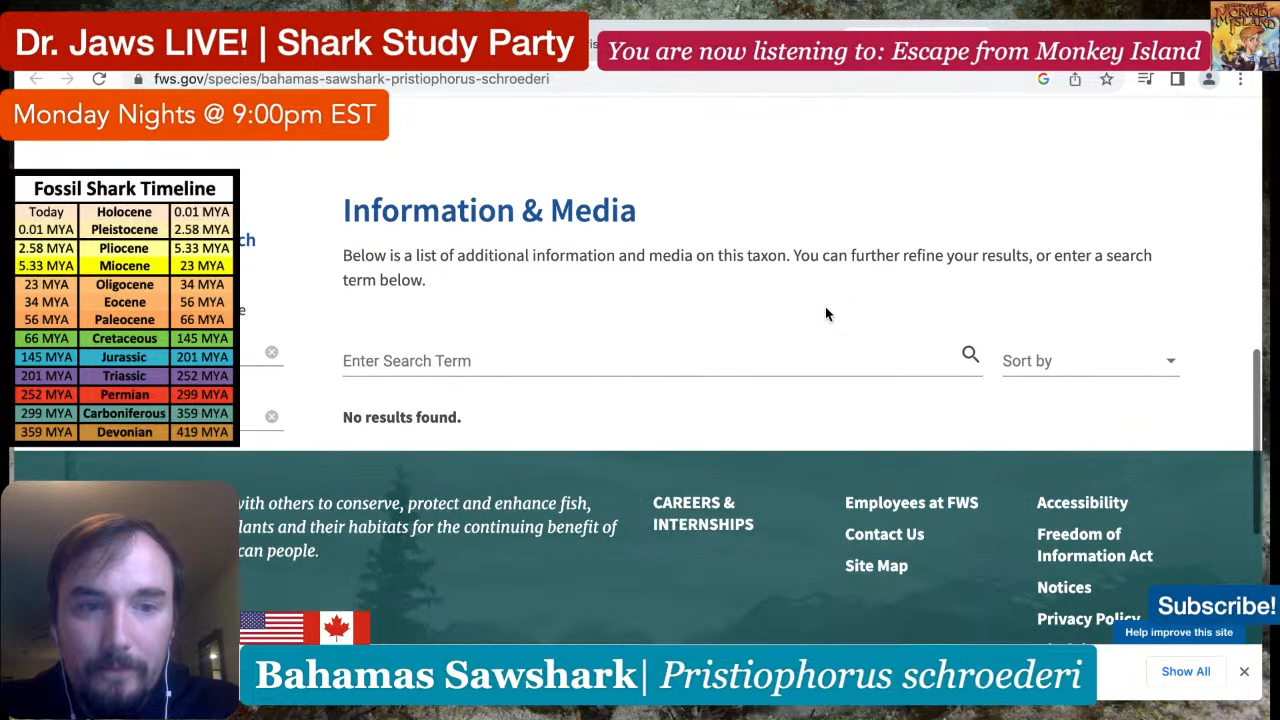 Dr. Jaws LIVE! | Shark Study Party
You are now listening to: Escape from Monkey Island
MONKEY
ISLAND
fws.gov/species/bahamas-sawshark-pristiophorus-schroederi
Monday Nights @ 9:00pm EST
Fossil Shark Timeline
Today Holocene 0.01 MYA
0.01 MYA Pleistocene 2.58 MYA
2.58 MYA Pliocene 5.33 MYA
5.33 MYA Miocene 23 MYA
23 MYA Oligocene 34 MYA
34 MYA Eocene 56 MYA
56 MYA Paleocene 66 MYA
66 MYA Cretaceous 145 MYA
145 MYA Jurassic 201 MYA
201 MYA Triassic 252 MYA
252 MYA Permian 299 MYA
299 MYA Carboniferous 359 MYA
359 MYA Devonian 419 MYA
ch
e
Information & Media
Below is a list of additional information and media on this taxon. You can further refine your results, or enter a search
term below.
Enter Search Term
Sort by
No results found.
with others to conserve, protect and enhance fish,
lants and their habitats for the continuing benefit of
can people.
CAREERS &
INTERNSHIPS
Employees at FWS
Contact Us
Site Map
Accessibility
Freedom of
Information Act
Notices
Privacy Policy
Subscribe!
Help improve this site
Show All
Bahamas Sawshark| Pristiophorus schroederi